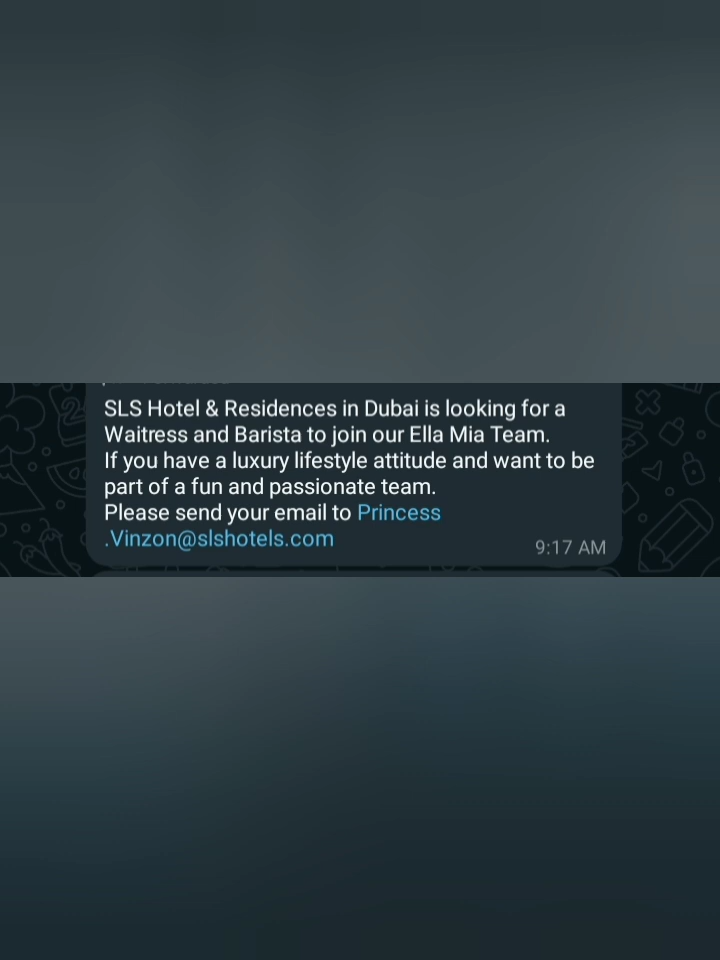 SLS Hotel & Residences in Dubai is looking for a
Waitress and Barista to join our Ella Mia Team.
If you have a luxury lifestyle attitude and want to be
part of a fun and passionate team.
Please send your email to Princess
.Vinzon@slshotels.com
9:17 AM